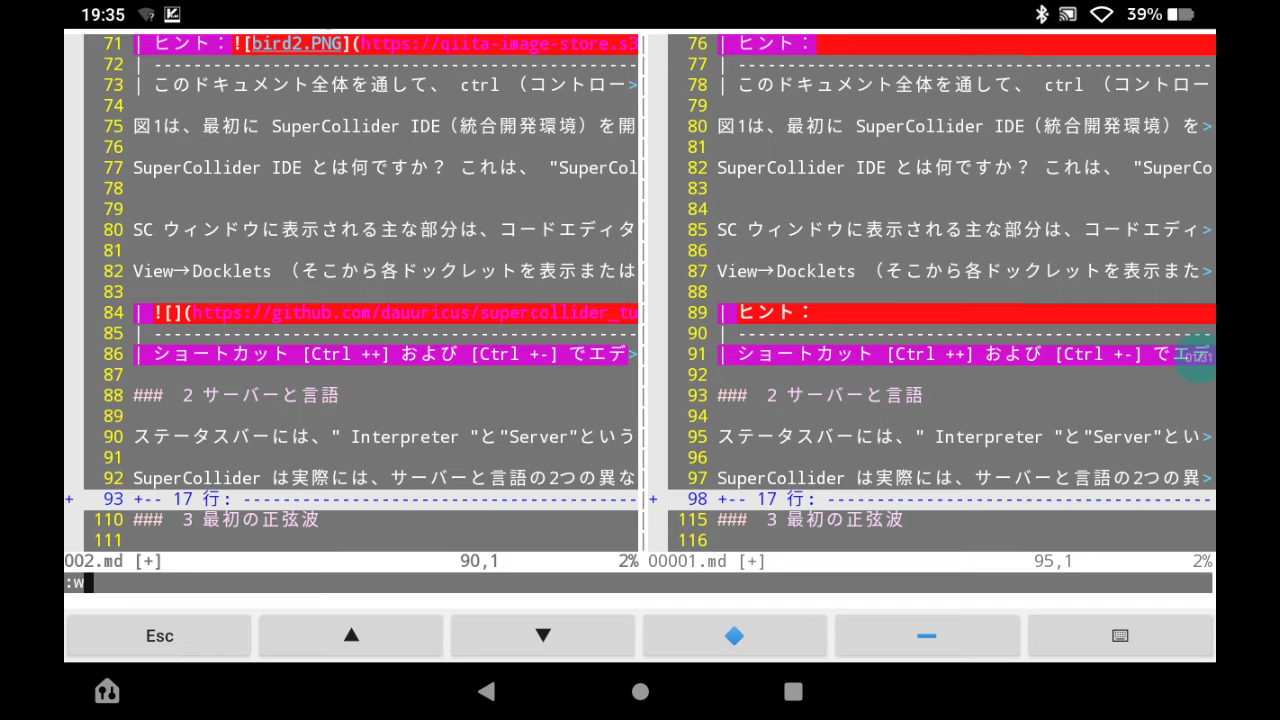 19:35
39%
71 | ヒント：![bird2.PNG](https://qiita-image-store.s3
72 | -------------------------------------------------
73 | このドキュメント全体を通して、 ctrl （コントロー>
74
75 図1は、最初に SuperCollider IDE（統合開発環境）を開
76
77 SuperCollider IDE とは何ですか？ これは、 "SuperCol
78
79
80 SC ウィンドウに表示される主な部分は、コードエディタ
81
82 View→Docklets （そこから各ドックレットを表示または
83
84 | ![](https://github.com/dauuricus/supercollider_tu
85 | -------------------------------------------------
86 | ショートカット [Ctrl ++] および [Ctrl +-] でエデ>
87
88 ###  2 サーバーと言語
89
90 ステータスバーには、" Interpreter "と"Server"という
91
92 SuperCollider は実際には、サーバーと言語の2つの異な
+ 93 +-- 17 行: ----------------------------------------
110 ###  3 最初の正弦波
111
002.md [+] 90,1 2%
76 | ヒント：
77 | ------------------------------------------------
78 | このドキュメント全体を通して、 ctrl （コントロー
79
80 図1は、最初に SuperCollider IDE（統合開発環境）を>
81
82 SuperCollider IDE とは何ですか？ これは、 "SuperCo
83
84
85 SC ウィンドウに表示される主な部分は、コードエディ>
86
87 View→Docklets （そこから各ドックレットを表示また>
88
89 | ヒント：
90 | ------------------------------------------------
91 | ショートカット [Ctrl ++] および [Ctrl +-] でエデ
92
93 ###  2 サーバーと言語
94
95 ステータスバーには、" Interpreter "と"Server"とい>
96
97 SuperCollider は実際には、サーバーと言語の2つの異>
+ 98 +-- 17 行: ---------------------------------------
115 ###  3 最初の正弦波
116
00001.md [+] 95,1 2%
01:31
:w
Esc